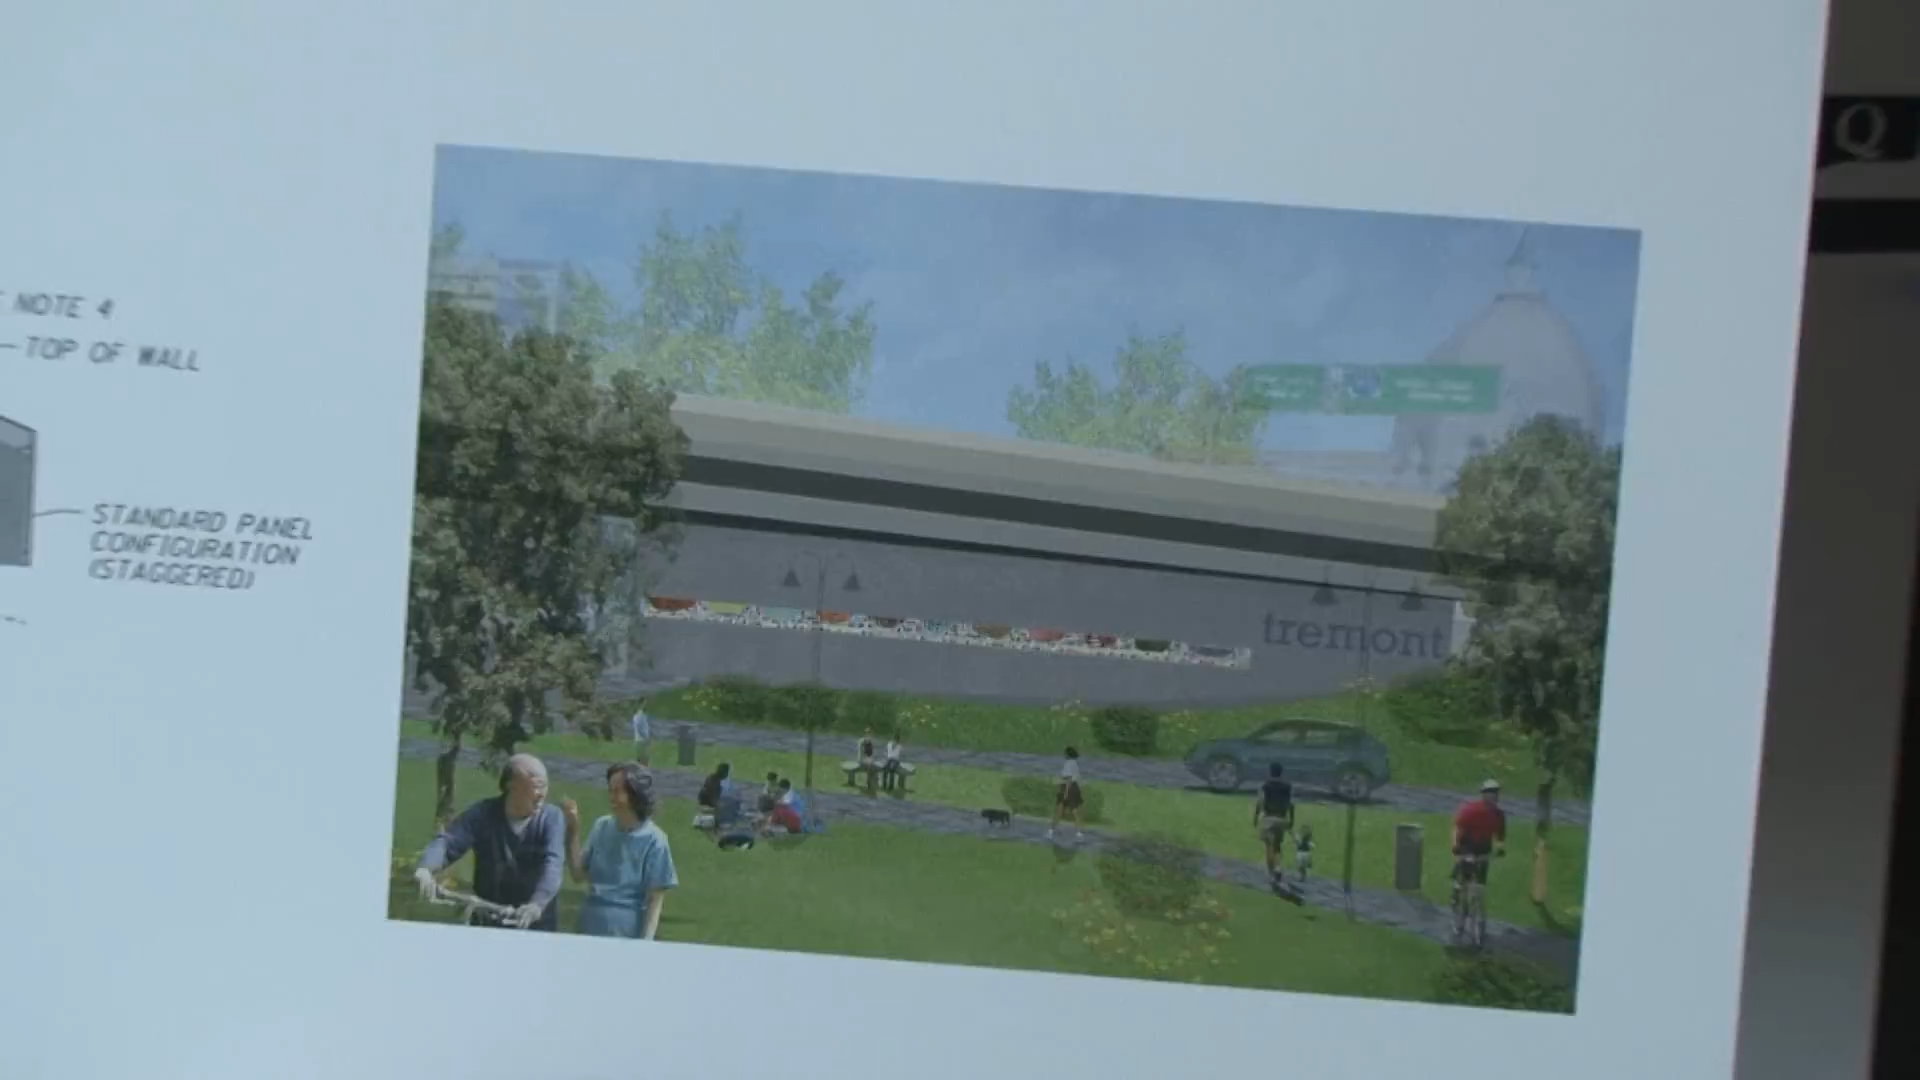 NOTE 4
TOP OF WALL
STANDARD PANEL
CONFIGURATION
(STAGGERED)
tremont
Q